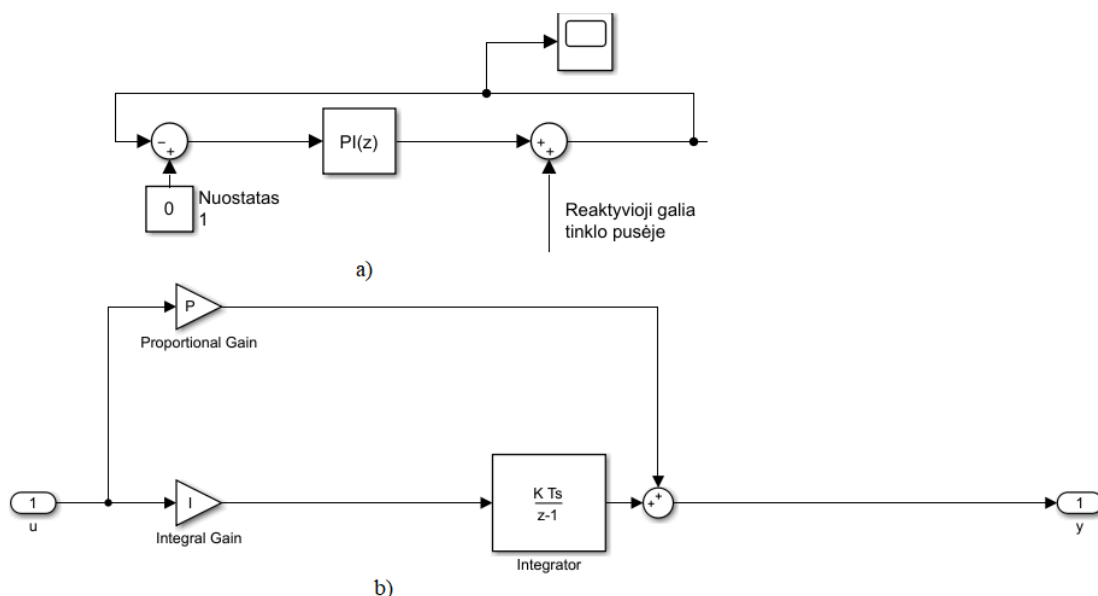 − +
PI(z)
+ +
0
Nuostatas
1
Reaktyvioji galia
tinklo pusėje
a)
P
Proportional Gain
1
u
I
Integral Gain
K Ts
z-1
Integrator
+ +
1
y
b)